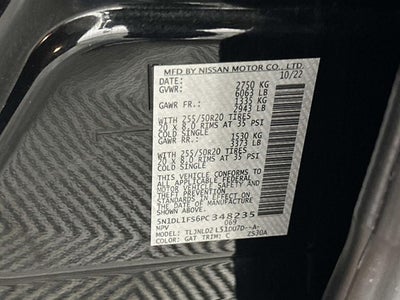 MFD BY NISSAN MOTOR CO., LTD.
10/22
GVWR: 2750 KG
6063 LB
GAWR FR.: 1335 KG
2943 LB
WITH 255/50R20 TIRES
20 x 8.0 RIMS AT 35 PSI
COLD SINGLE
GAWR RR.: 1530 KG
3373 LB
WITH 255/50R20 TIRES
20 x 8.0 RIMS AT 35 PSI
COLD SINGLE
THIS VEHICLE CONFORMS TO
ALL APPLICABLE FEDERAL
MOTOR VEHICLE SAFETY
STANDARDS IN EFFECT
ON THE DATE OF
MANUFACTURE SHOWN
ABOVE.
5N1DL1FS6PC348235
MPV 069
MODEL: TLJNLD2 L51DU7D--A-
COLOR: GAT TRIM: C